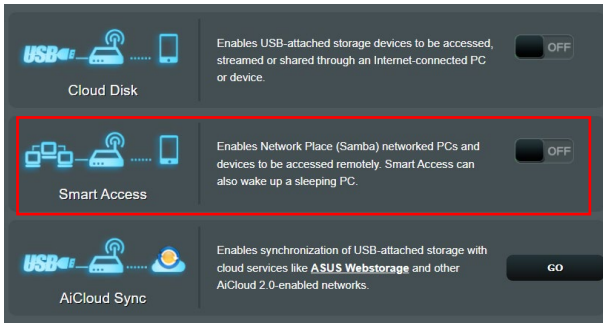 USB
Cloud Disk
Enables USB-attached storage devices to be accessed,
streamed or shared through an Internet-connected PC
or device.
OFF
Smart Access
Enables Network Place (Samba) networked PCs and
devices to be accessed remotely. Smart Access can
also wake up a sleeping PC.
OFF
USB
AiCloud Sync
Enables synchronization of USB-attached storage with
cloud services like ASUS Webstorage and other
AiCloud 2.0-enabled networks.
GO